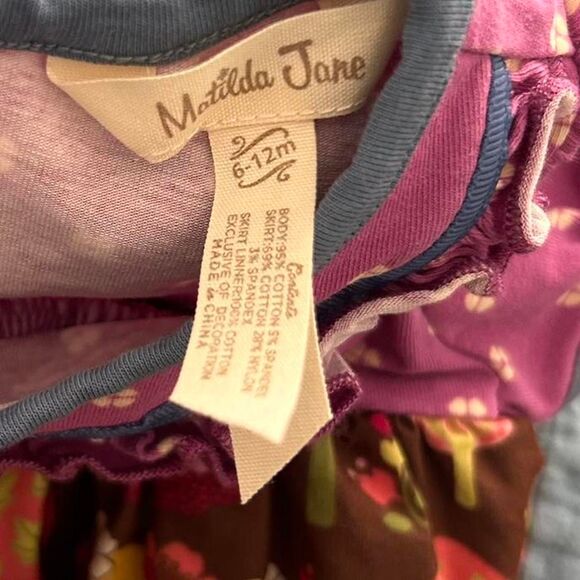 Matilda Jane
6-12m
Contents
BODY:95% COTTON 5% SPANDEX
SKIRT:69% COTTON 28% NYLON
3% SPANDEX
SKIRT LINNER:100% COTTON
EXCLUSIVE OF DECORATION
MADE in CHINA